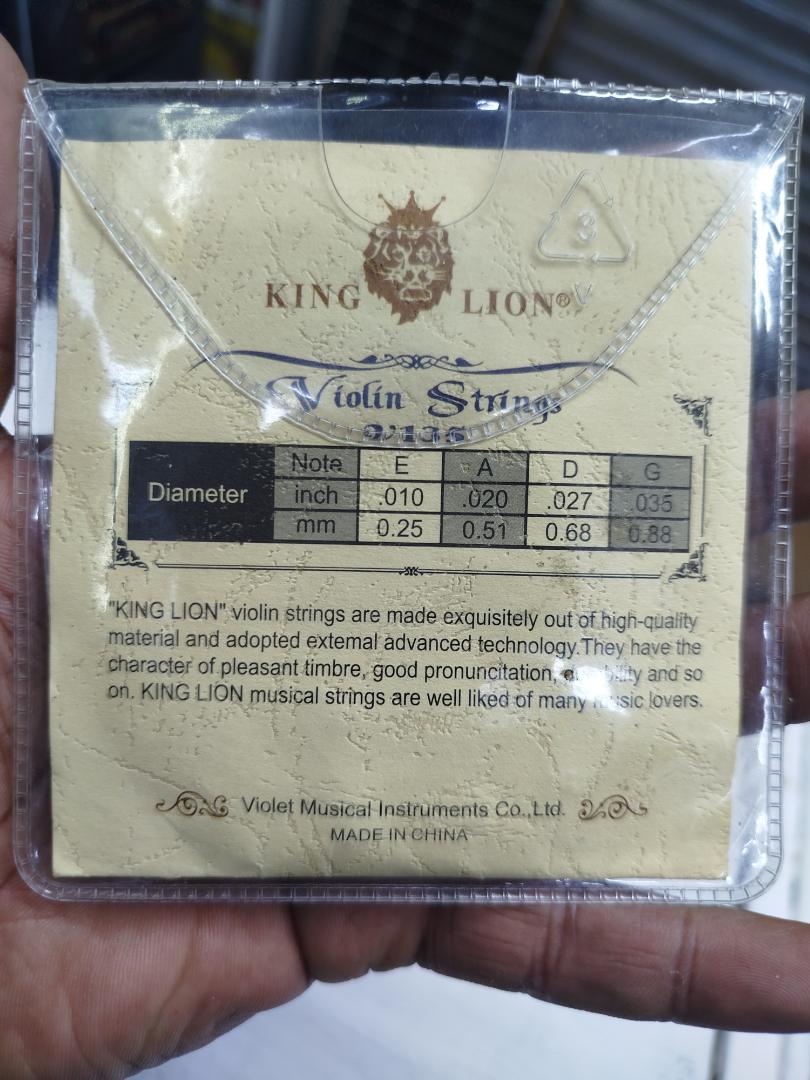 3
V
KING LION®
Violin Strings
Diameter Note E A D G
inch .010 .020 .027 .035
mm 0.25 0.51 0.68 0.88
"KING LION" violin strings are made exquisitely out of high-quality
material and adopted extemal advanced technology.They have the
character of pleasant timbre, good pronuncitation, and so
on. KING LION musical strings are well liked of many music lovers.
Violet Musical Instruments Co.,Ltd.
MADE IN CHINA